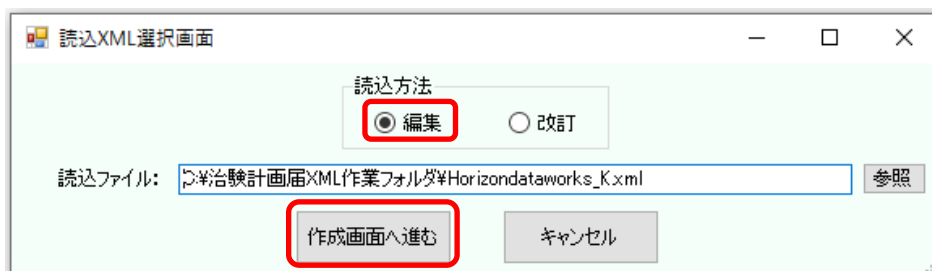 読込XML選択画面
読込方法
編集 改訂
読込ファイル: D:¥治験計画届XML作業フォルダ¥Horizondataworks_K.xml 参照
作成画面へ進む キャンセル